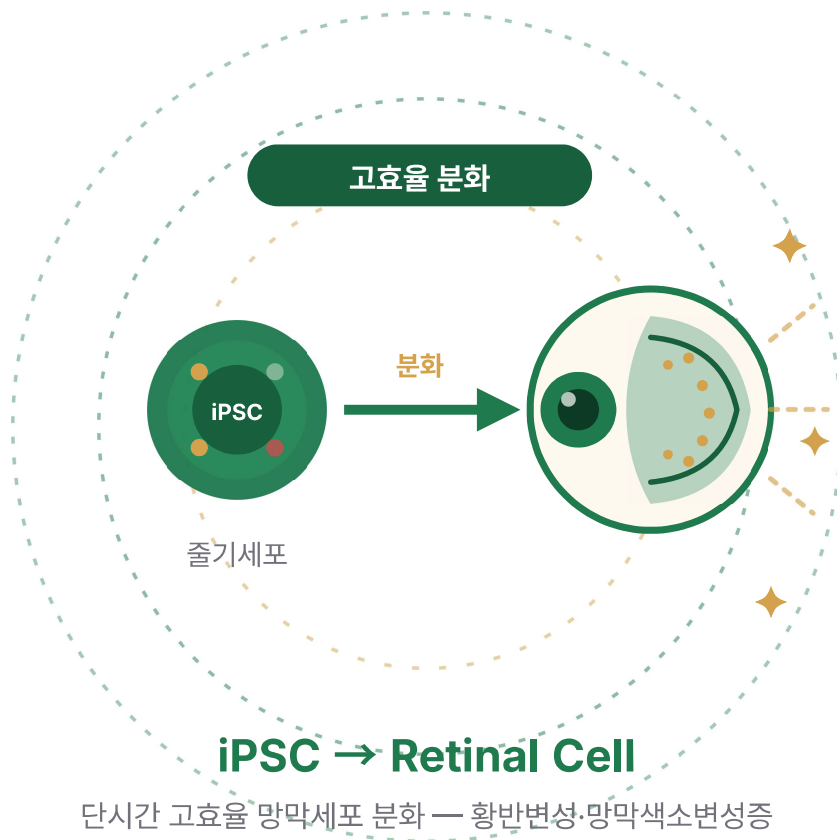 고효율 분화
분화
iPSC
줄기세포
iPSC → Retinal Cell
단시간 고효율 망막세포 분화 — 황반변성·망막색소변성증